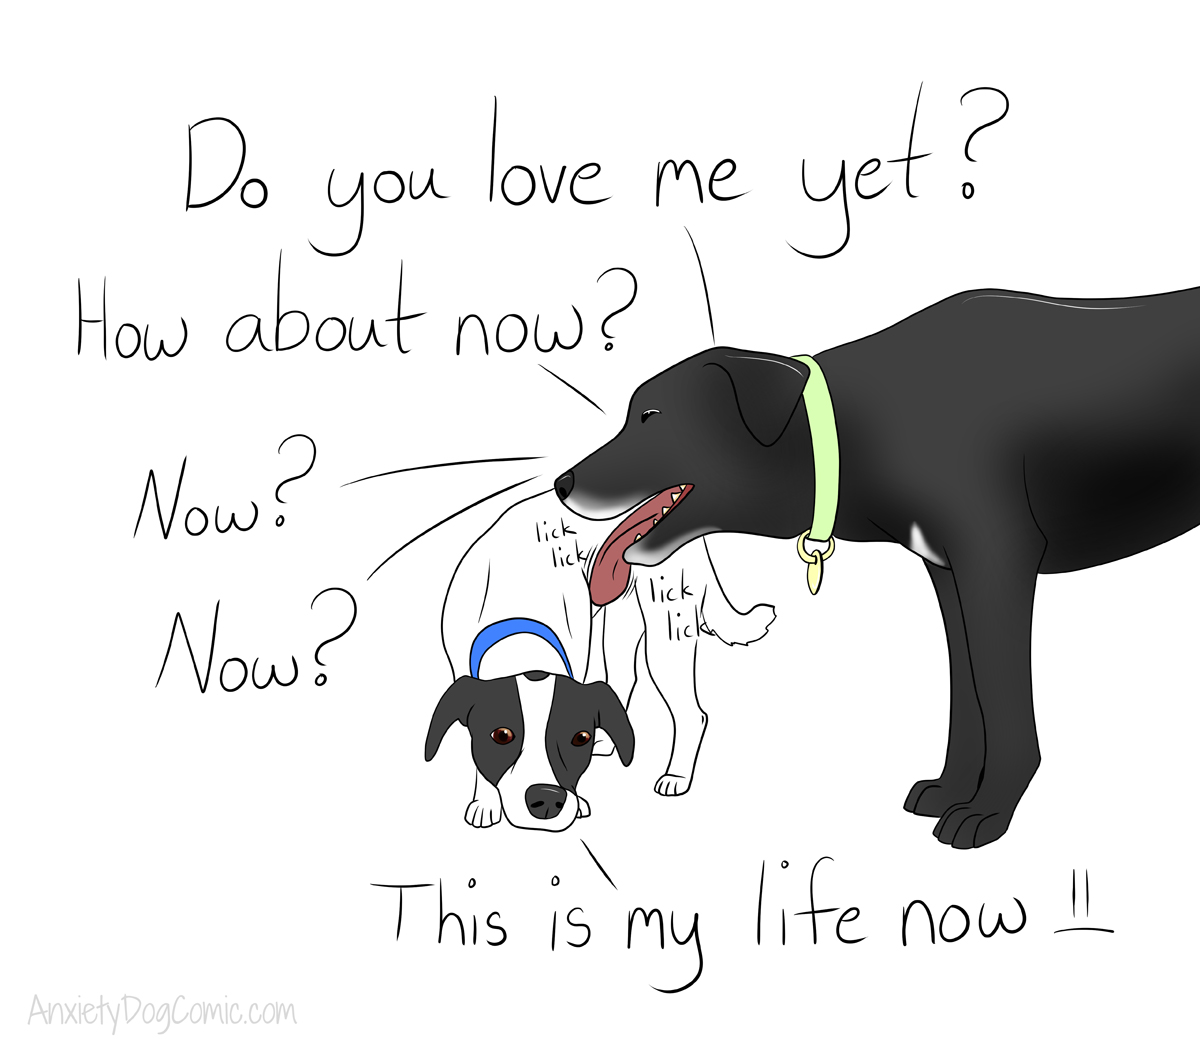 Do you love me yet?
How about now?
Now?
lick
lick
lick
lick
Now?
This is my life now =|
AnxietyDogComic.com